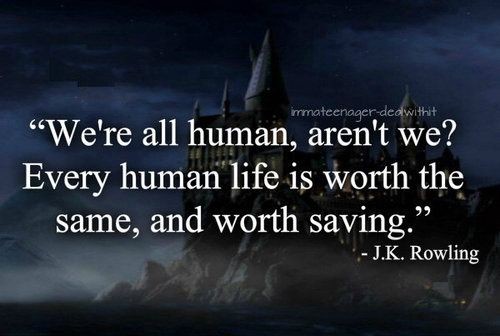 immateenager-dealwithit
“We're all human, aren't we?
Every human life is worth the
same, and worth saving.”
- J.K. Rowling